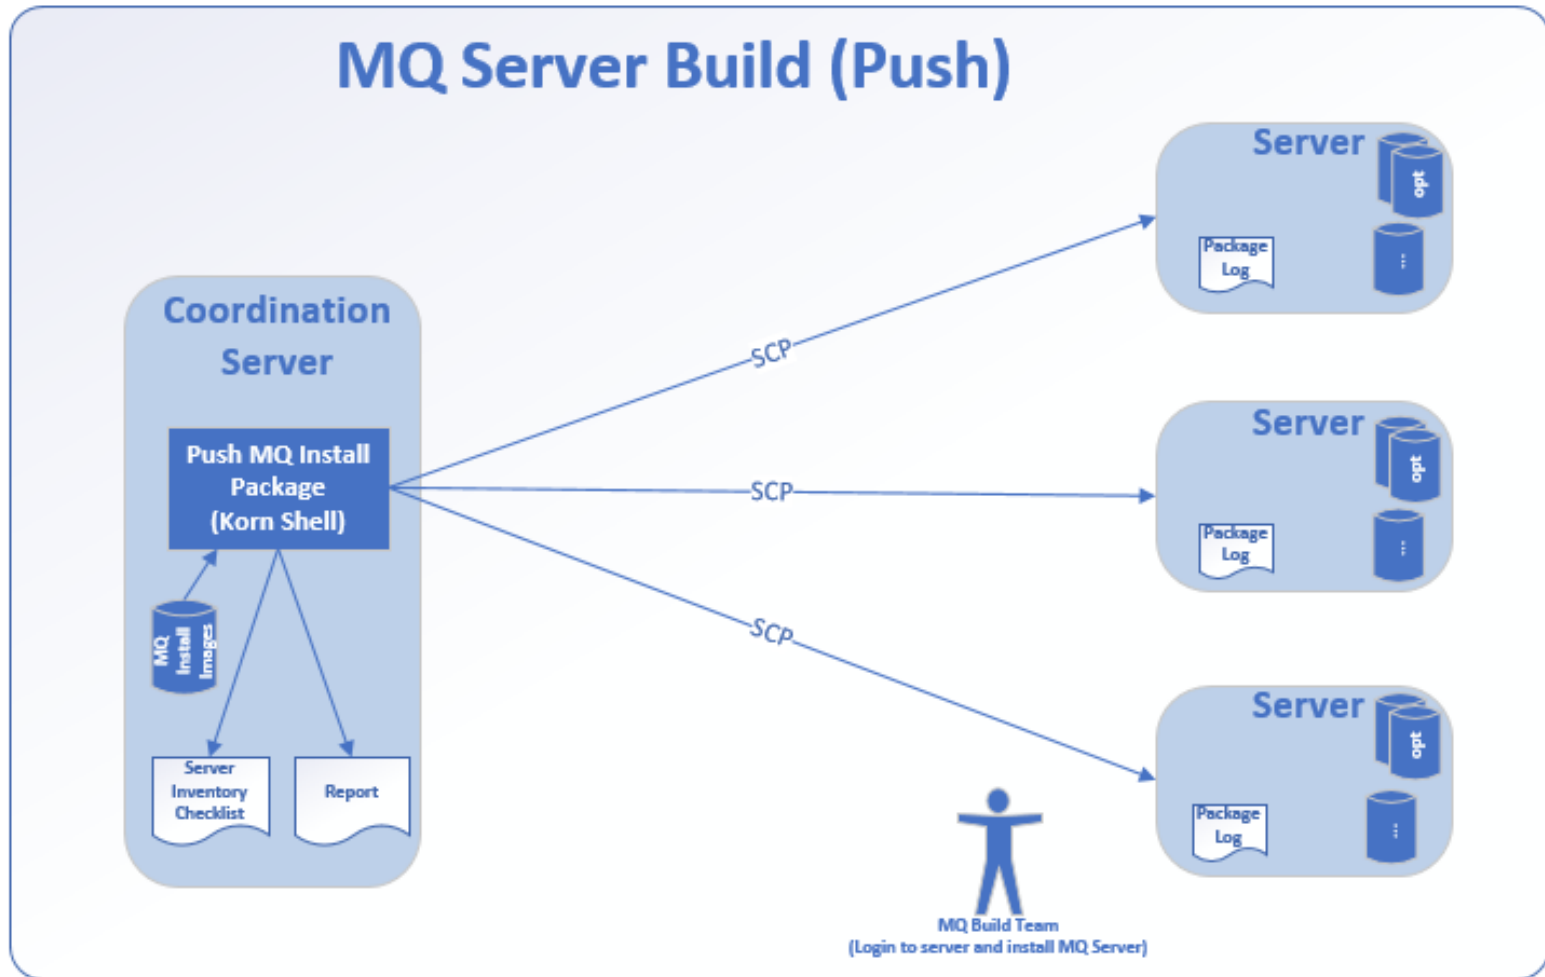 MQ Server Build (Push)
Coordination
Server
Push MQ Install
Package
(Korn Shell)
MQ
Install
Images
Server
Inventory
Checklist
Report
SCP
SCP
SCP
Server
opt
Package
Log
...
Server
opt
Package
Log
...
Server
opt
Package
Log
...
MQ Build Team
(Login to server and install MQ Server)